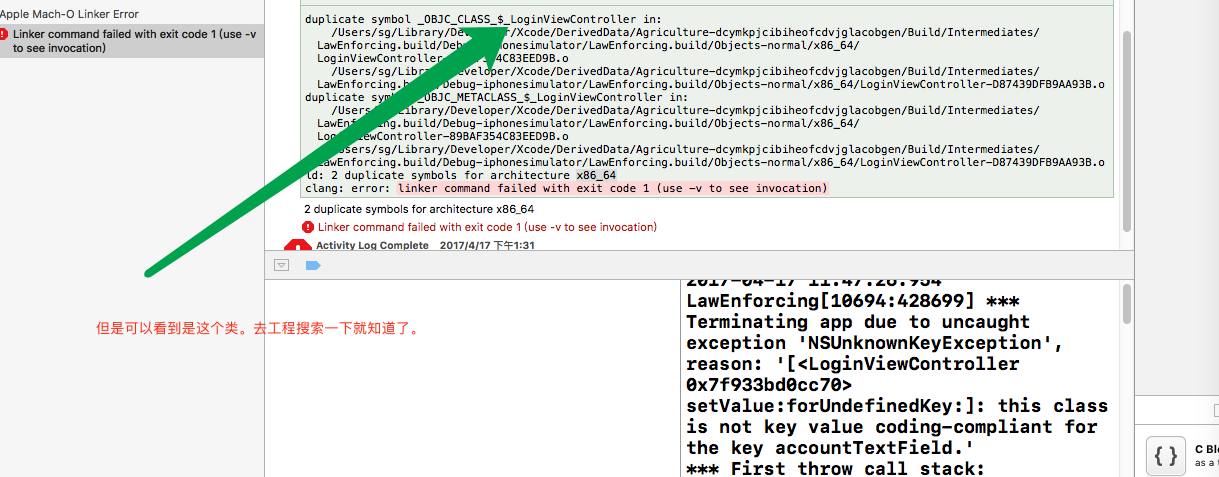 Apple Mach-O Linker Error
Linker command failed with exit code 1 (use -v
to see invocation)
duplicate symbol _OBJC_CLASS_$_LoginViewController in:
/Users/sg/Library/Developer/Xcode/DerivedData/Agriculture-dcymkpjcibiheofcdvjglacobgen/Build/Intermediates/
LawEnforcing.build/Debug-iphonesimulator/LawEnforcing.build/Objects-normal/x86_64/
LoginViewController-89BAF354C83EED9B.o
/Users/sg/Library/Developer/Xcode/DerivedData/Agriculture-dcymkpjcibiheofcdvjglacobgen/Build/Intermediates/
LawEnforcing.build/Debug-iphonesimulator/LawEnforcing.build/Objects-normal/x86_64/LoginViewController-D87439DFB9AA93B.o
duplicate symbol _OBJC_METACLASS_$_LoginViewController in:
/Users/sg/Library/Developer/Xcode/DerivedData/Agriculture-dcymkpjcibiheofcdvjglacobgen/Build/Intermediates/
LawEnforcing.build/Debug-iphonesimulator/LawEnforcing.build/Objects-normal/x86_64/
LoginViewController-89BAF354C83EED9B.o
/Users/sg/Library/Developer/Xcode/DerivedData/Agriculture-dcymkpjcibiheofcdvjglacobgen/Build/Intermediates/
LawEnforcing.build/Debug-iphonesimulator/LawEnforcing.build/Objects-normal/x86_64/LoginViewController-D87439DFB9AA93B.o
ld: 2 duplicate symbols for architecture x86_64
clang: error: linker command failed with exit code 1 (use -v to see invocation)
2 duplicate symbols for architecture x86_64
Linker command failed with exit code 1 (use -v to see invocation)
Activity Log Complete 2017/4/17 下午1:31
但是可以看到是这个类。去工程搜索一下就知道了。
2017-04-17 11:47:26.954
LawEnforcing[10694:428699] ***
Terminating app due to uncaught
exception 'NSUnknownKeyException',
reason: '[<LoginViewController
0x7f933bd0cc70>
setValue:forUndefinedKey:]: this class
is not key value coding-compliant for
the key accountTextField.'
*** First throw call stack:
{ }
C Blo
as a